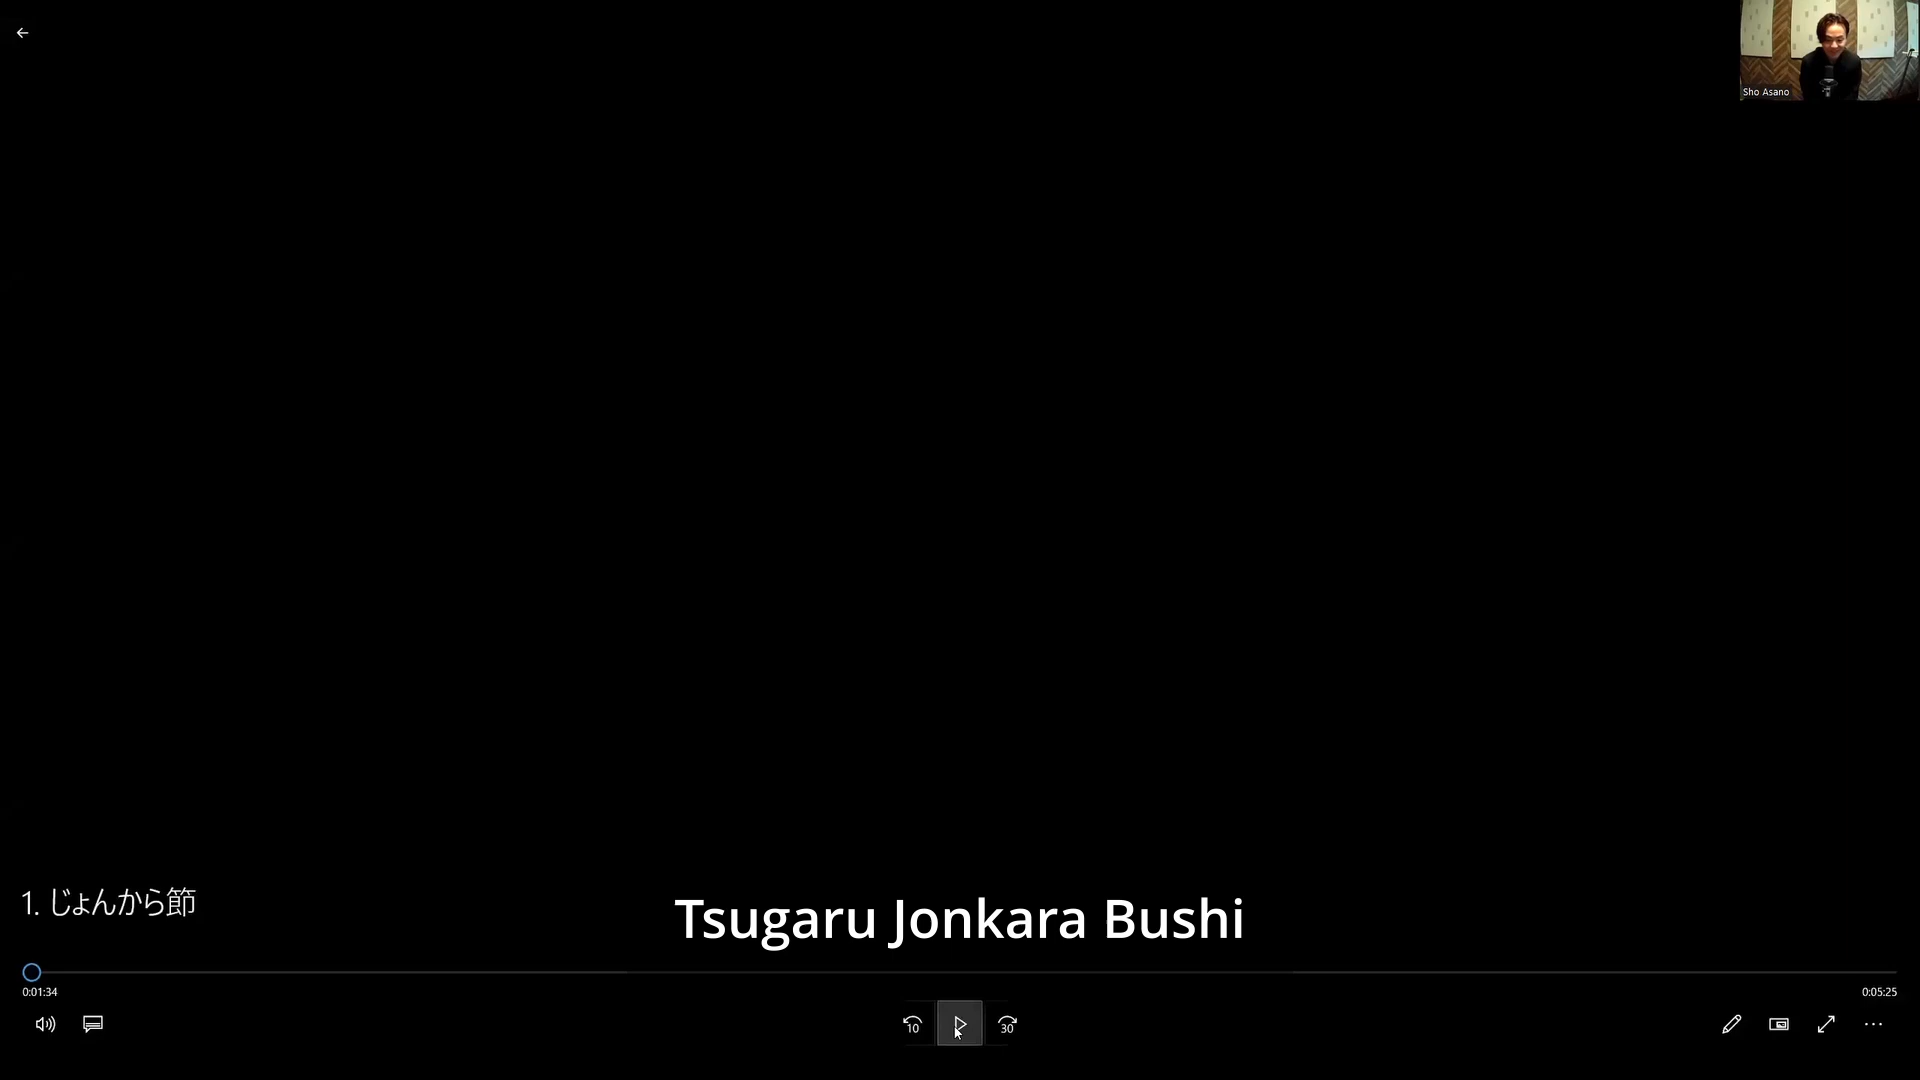 Sho Asano
1. じょんから節
Tsugaru Jonkara Bushi
0:01:34
0:05:25
10
30